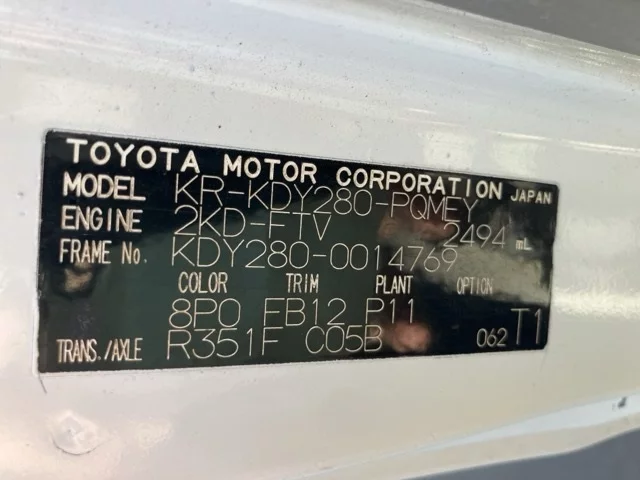 TOYOTA MOTOR CORPORATION JAPAN
MODEL KR-KDY280-PQMEY
ENGINE 2KD-FTV 2494 mL
FRAME No. KDY280-0014769
COLOR TRIM PLANT OPTION
8P0 FB12 P11
TRANS./AXLE R351F C05B 062 T1